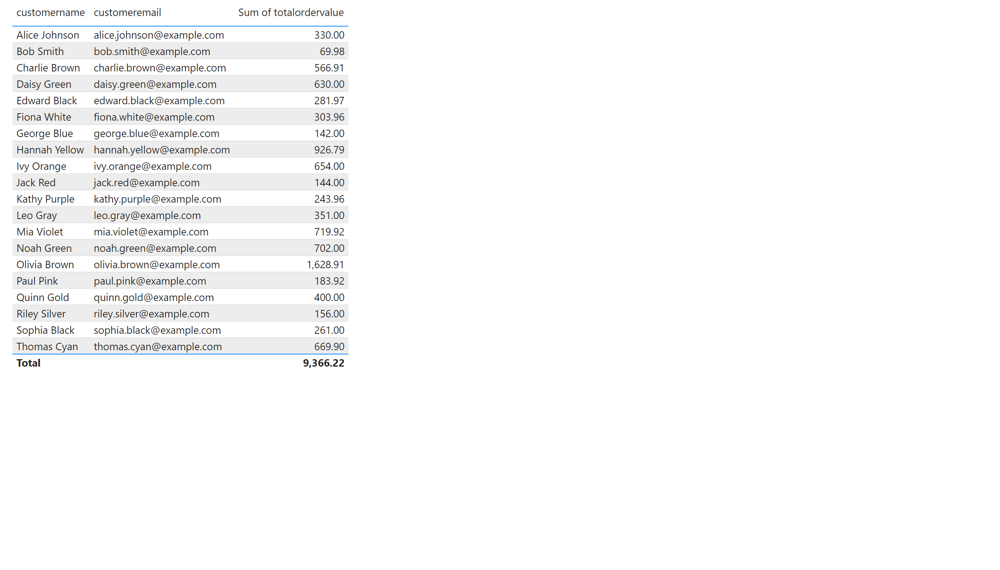 customername customeremail Sum of totalordervalue
Alice Johnson alice.johnson@example.com 330.00
Bob Smith bob.smith@example.com 69.98
Charlie Brown charlie.brown@example.com 566.91
Daisy Green daisy.green@example.com 630.00
Edward Black edward.black@example.com 281.97
Fiona White fiona.white@example.com 303.96
George Blue george.blue@example.com 142.00
Hannah Yellow hannah.yellow@example.com 926.79
Ivy Orange ivy.orange@example.com 654.00
Jack Red jack.red@example.com 144.00
Kathy Purple kathy.purple@example.com 243.96
Leo Gray leo.gray@example.com 351.00
Mia Violet mia.violet@example.com 719.92
Noah Green noah.green@example.com 702.00
Olivia Brown olivia.brown@example.com 1,628.91
Paul Pink paul.pink@example.com 183.92
Quinn Gold quinn.gold@example.com 400.00
Riley Silver riley.silver@example.com 156.00
Sophia Black sophia.black@example.com 261.00
Thomas Cyan thomas.cyan@example.com 669.90
Total 9,366.22